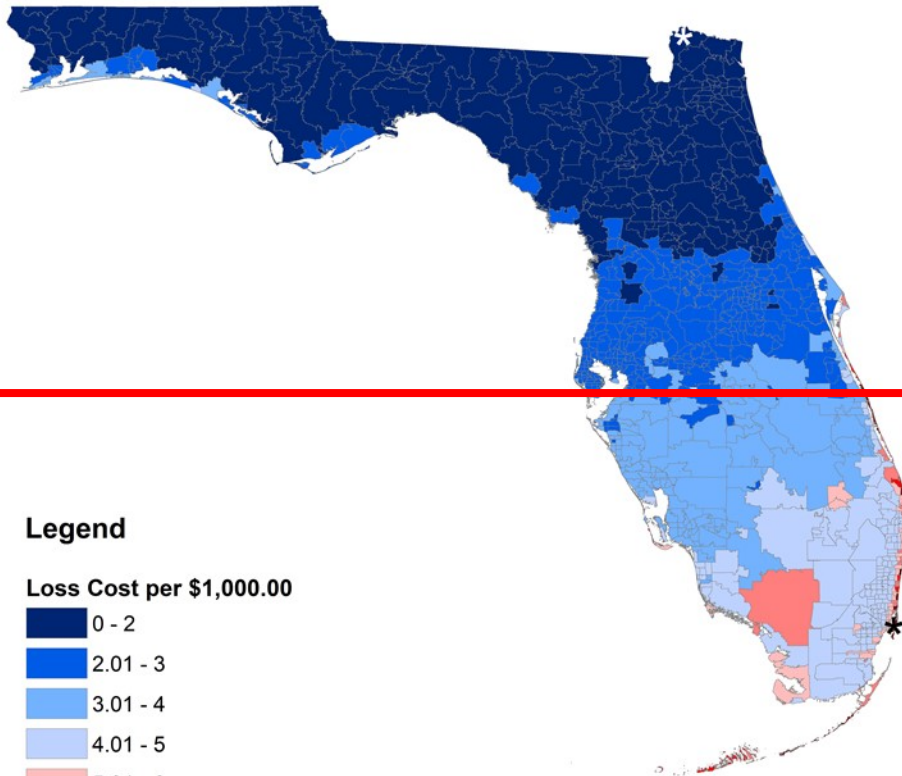 *
Legend
Loss Cost per $1,000.00
0 - 2
2.01 - 3
3.01 - 4
4.01 - 5
*